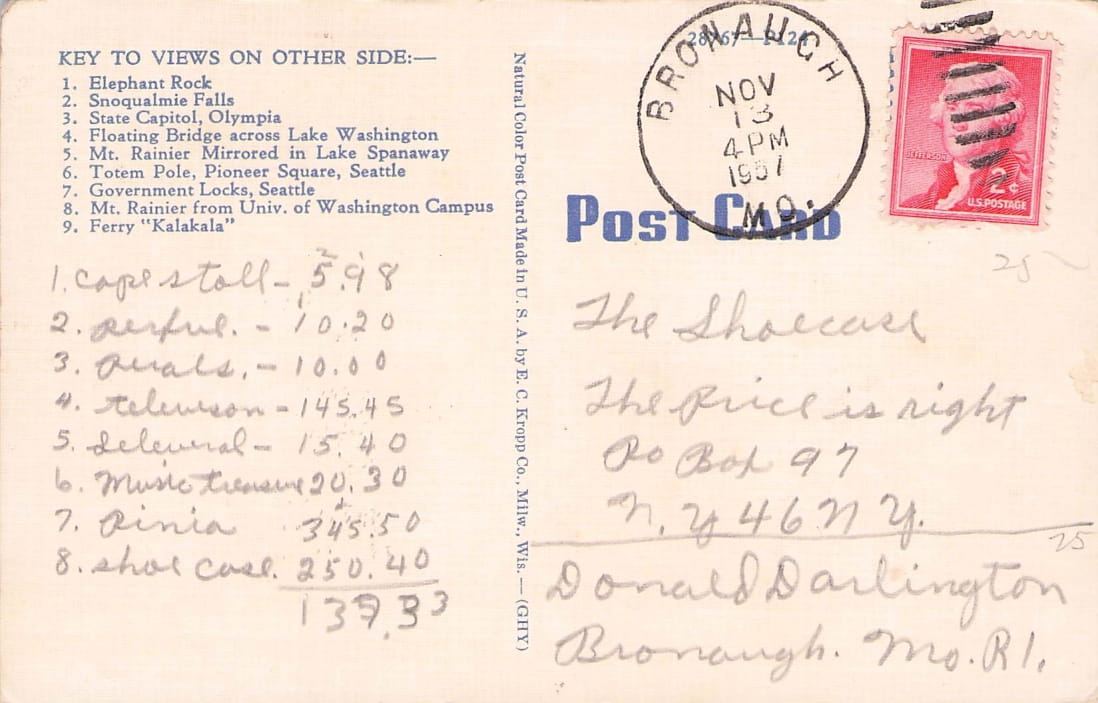 KEY TO VIEWS ON OTHER SIDE:—
1. Elephant Rock
2. Snoqualmie Falls
3. State Capitol, Olympia
4. Floating Bridge across Lake Washington
5. Mt. Rainier Mirrored in Lake Spanaway
6. Totem Pole, Pioneer Square, Seattle
7. Government Locks, Seattle
8. Mt. Rainier from Univ. of Washington Campus
9. Ferry "Kalakala"
1. cape stoll - 5.98
2. perful. - 10.20
3. - 10.00
4. - 145.45
5. - 15.40
6. Music treasure 20.30
7. 345.50
8. shoe case. 250.40
Natural Color Post Card Made in U. S. A. by E. C. Kropp Co., Milw., Wis. — (GHY)
BRONAUGH
NOV
13
4 PM
1957
MO.
POST CARD
JEFFERSON
2¢
U.S. POSTAGE
25
The Shoecase
The Price is right
Po Box 97
N.Y 46 N Y.
25
Donald Darlington
Bronaugh. Mo. R1.